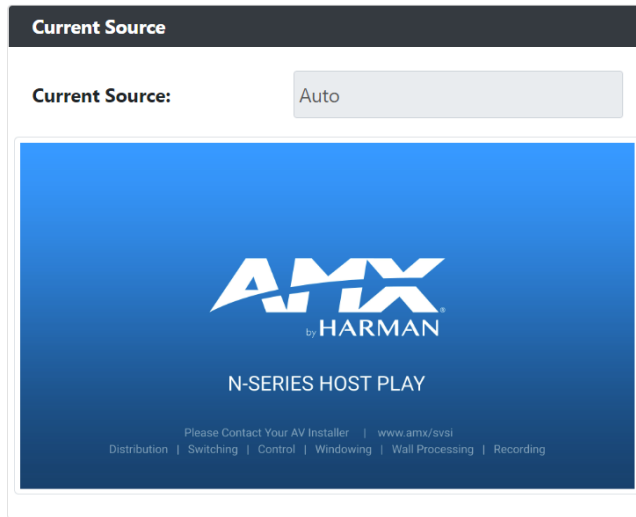 Current Source
Current Source: Auto
AMX
by HARMAN
N-SERIES HOST PLAY
Please Contact Your AV Installer | www.amx/svsi
Distribution | Switching | Control | Windowing | Wall Processing | Recording